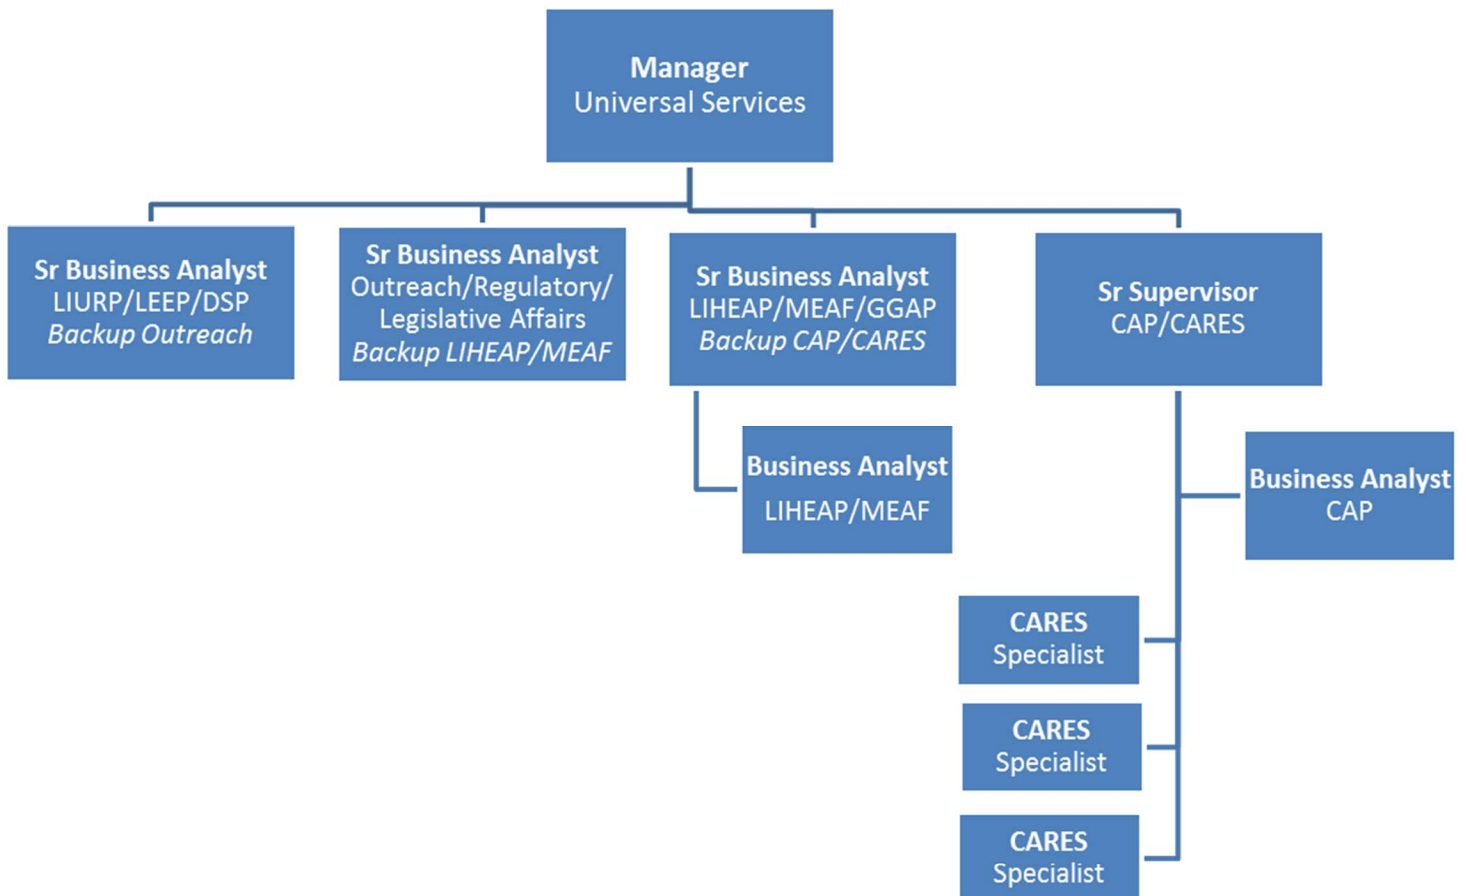 Manager
Universal Services
Sr Business Analyst
LIURP/LEEP/DSP
Backup Outreach
Sr Business Analyst
Outreach/Regulatory/
Legislative Affairs
Backup LIHEAP/MEAF
Sr Business Analyst
LIHEAP/MEAF/GGAP
Backup CAP/CARES
Sr Supervisor
CAP/CARES
Business Analyst
LIHEAP/MEAF
Business Analyst
CAP
CARES
Specialist
CARES
Specialist
CARES
Specialist